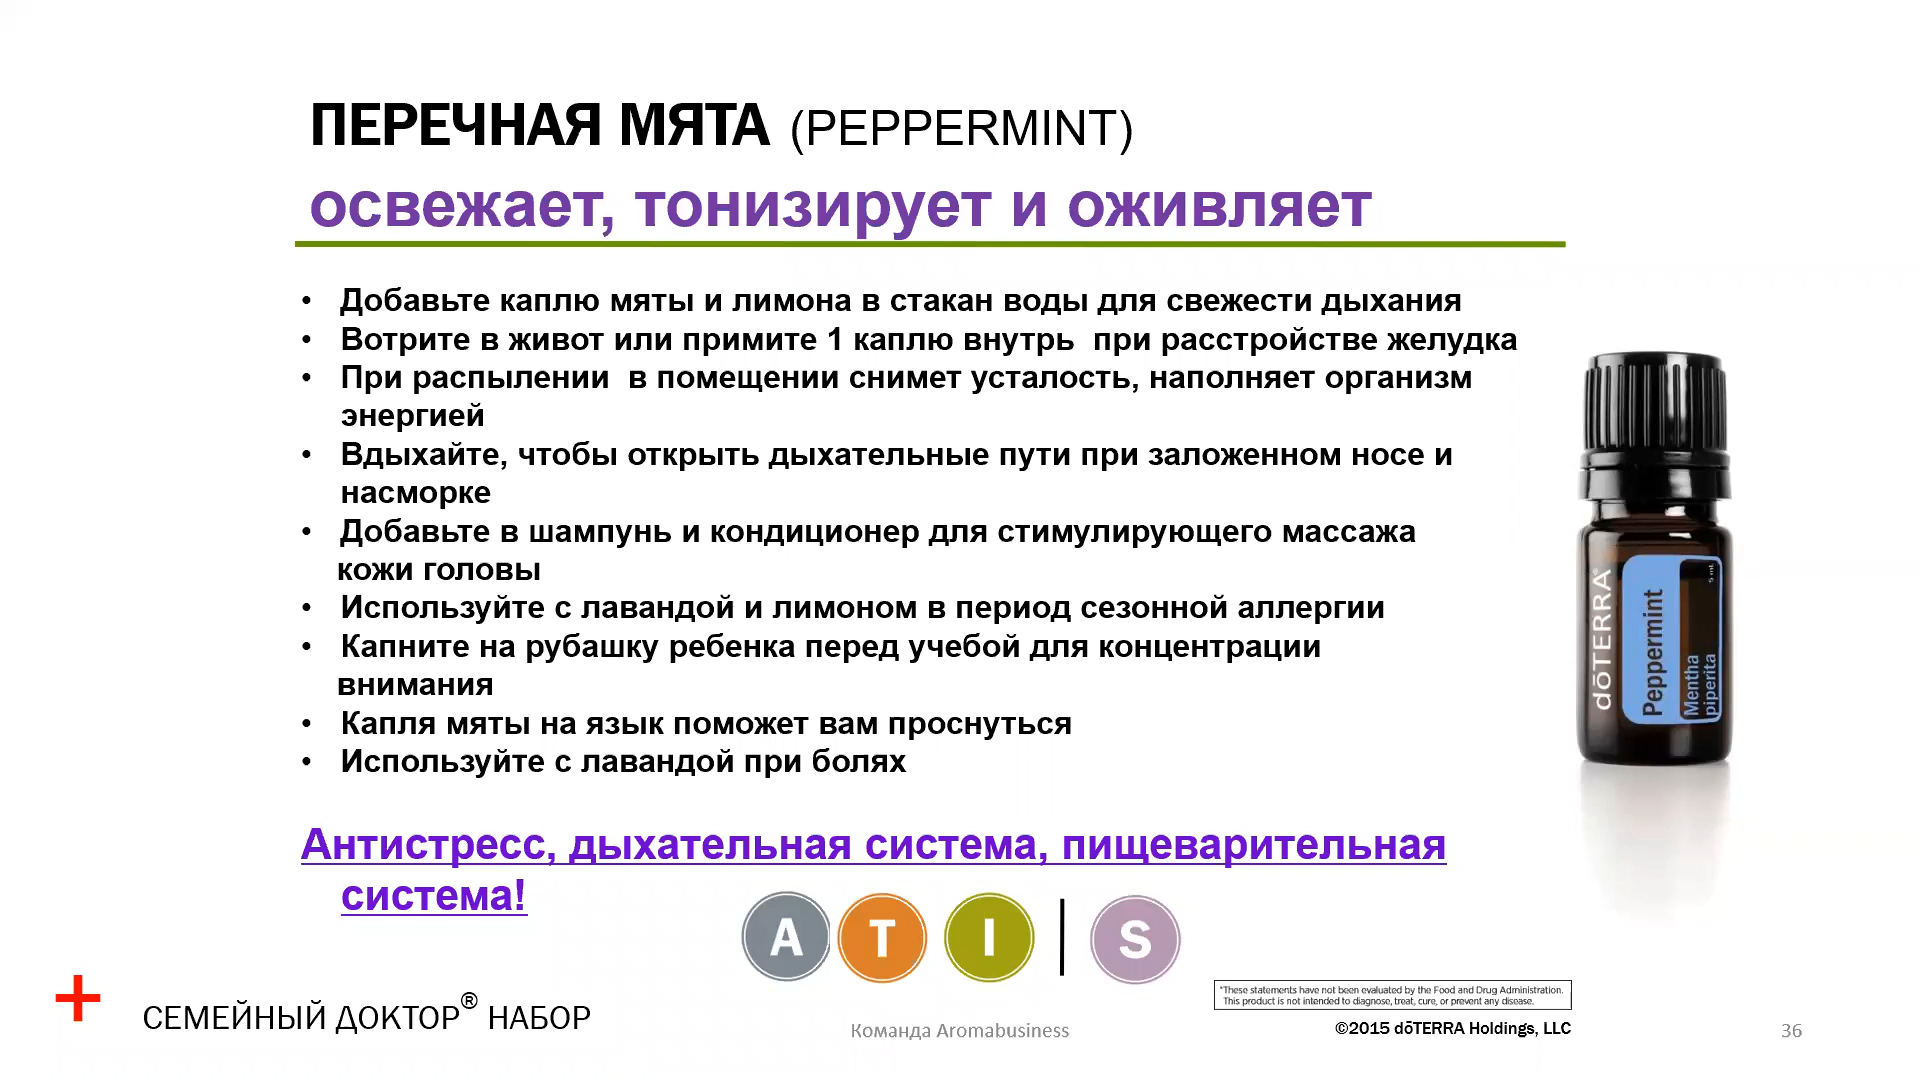 ПЕРЕЧНАЯ МЯТА (PEPPERMINT)
освежает, тонизирует и оживляет
• Добавьте каплю мяты и лимона в стакан воды для свежести дыхания
• Вотрите в живот или примите 1 каплю внутрь при расстройстве желудка
• При распылении в помещении снимет усталость, наполняет организм
энергией
• Вдыхайте, чтобы открыть дыхательные пути при заложенном носе и
насморке
• Добавьте в шампунь и кондиционер для стимулирующего массажа
кожи головы
• Используйте с лавандой и лимоном в период сезонной аллергии
• Капните на рубашку ребенка перед учебой для концентрации
внимания
• Капля мяты на язык поможет вам проснуться
• Используйте с лавандой при болях
dōTERRA®
Peppermint
Mentha
piperita
5 mL
Антистресс, дыхательная система, пищеварительная
система!
A T I | S
СЕМЕЙНЫЙ ДОКТОР® НАБОР
Команда Aromabusiness
*These statements have not been evaluated by the Food and Drug Administration.
This product is not intended to diagnose, treat, cure, or prevent any disease.
©2015 dōTERRA Holdings, LLC
36